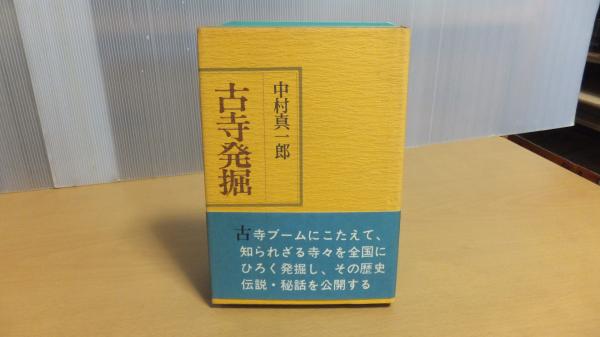 中村真一郎
古寺発掘
古寺ブームにこたえて、
知られざる寺々を全国に
ひろく発掘し、その歴史
伝説・秘話を公開する